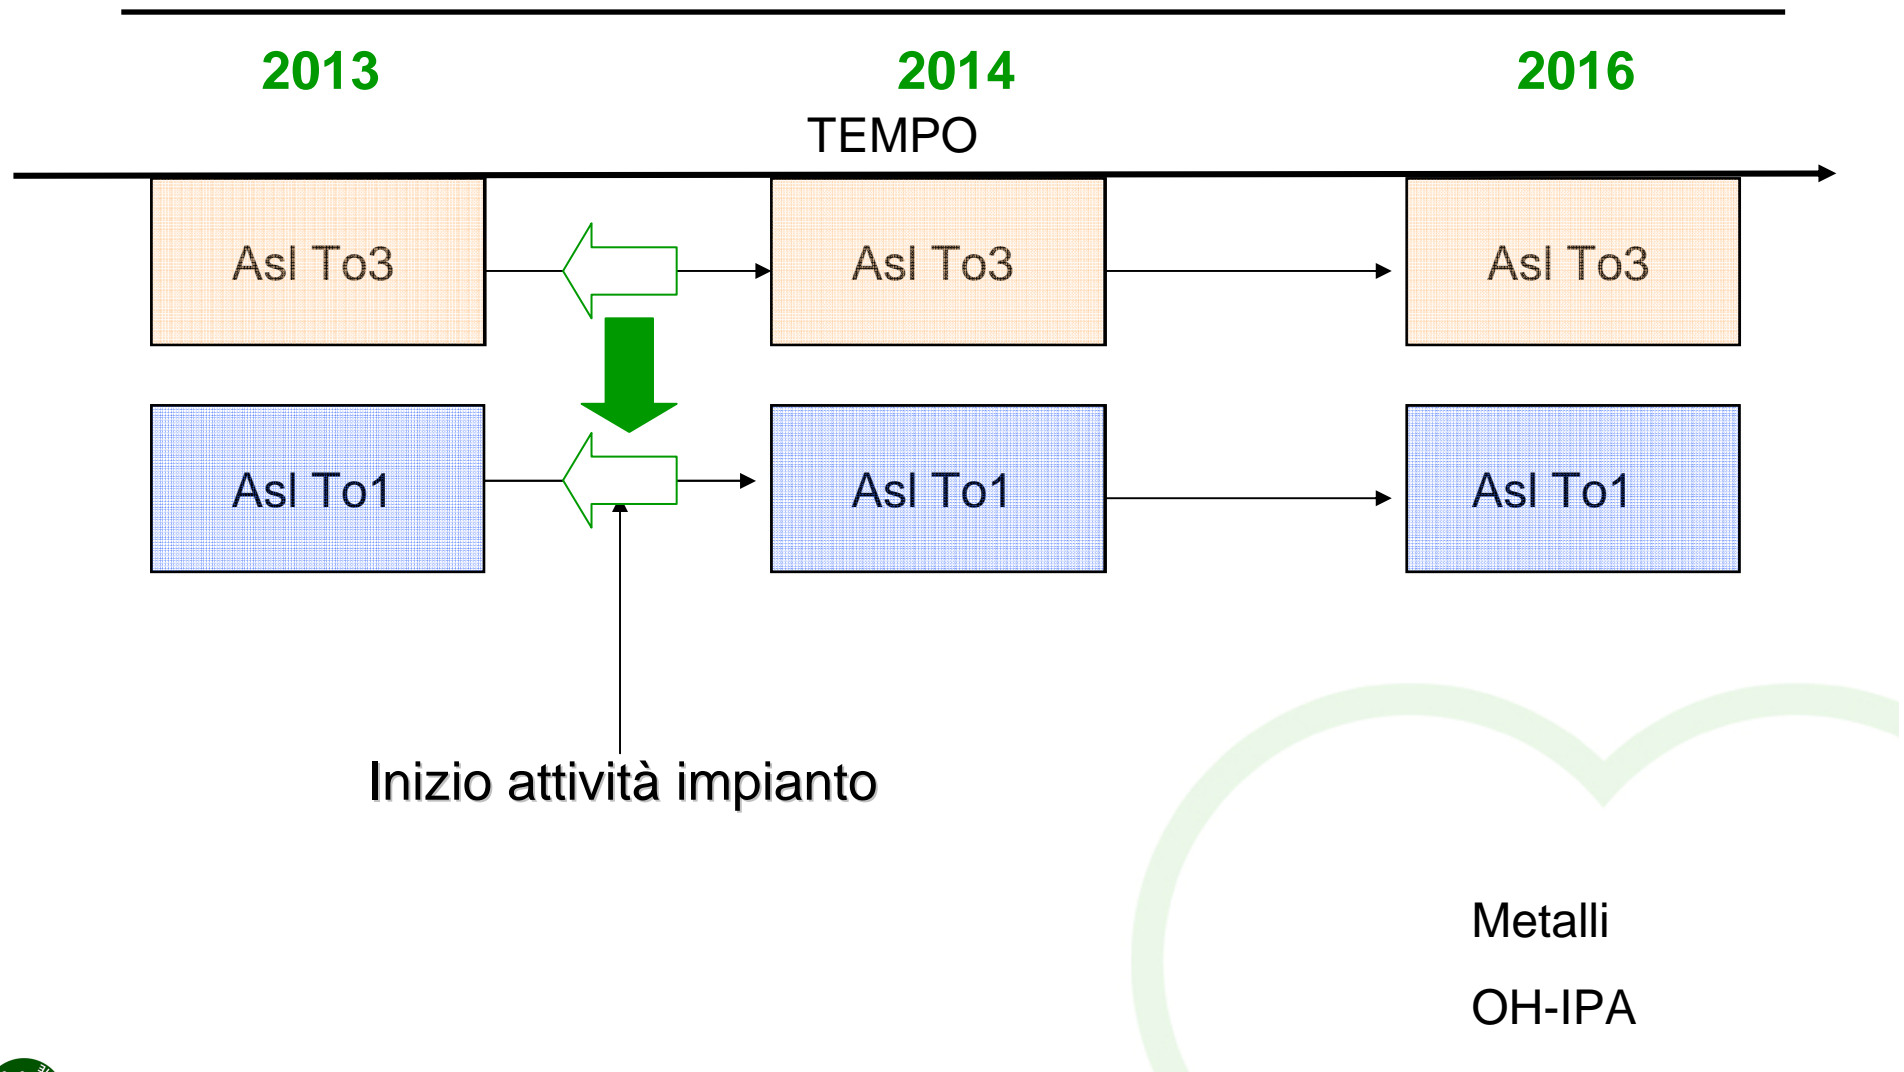 2013 2014 2016
TEMPO
Asl To3 Asl To3 Asl To3
Asl To1 Asl To1 Asl To1
Inizio attività impianto
Metalli
OH-IPA